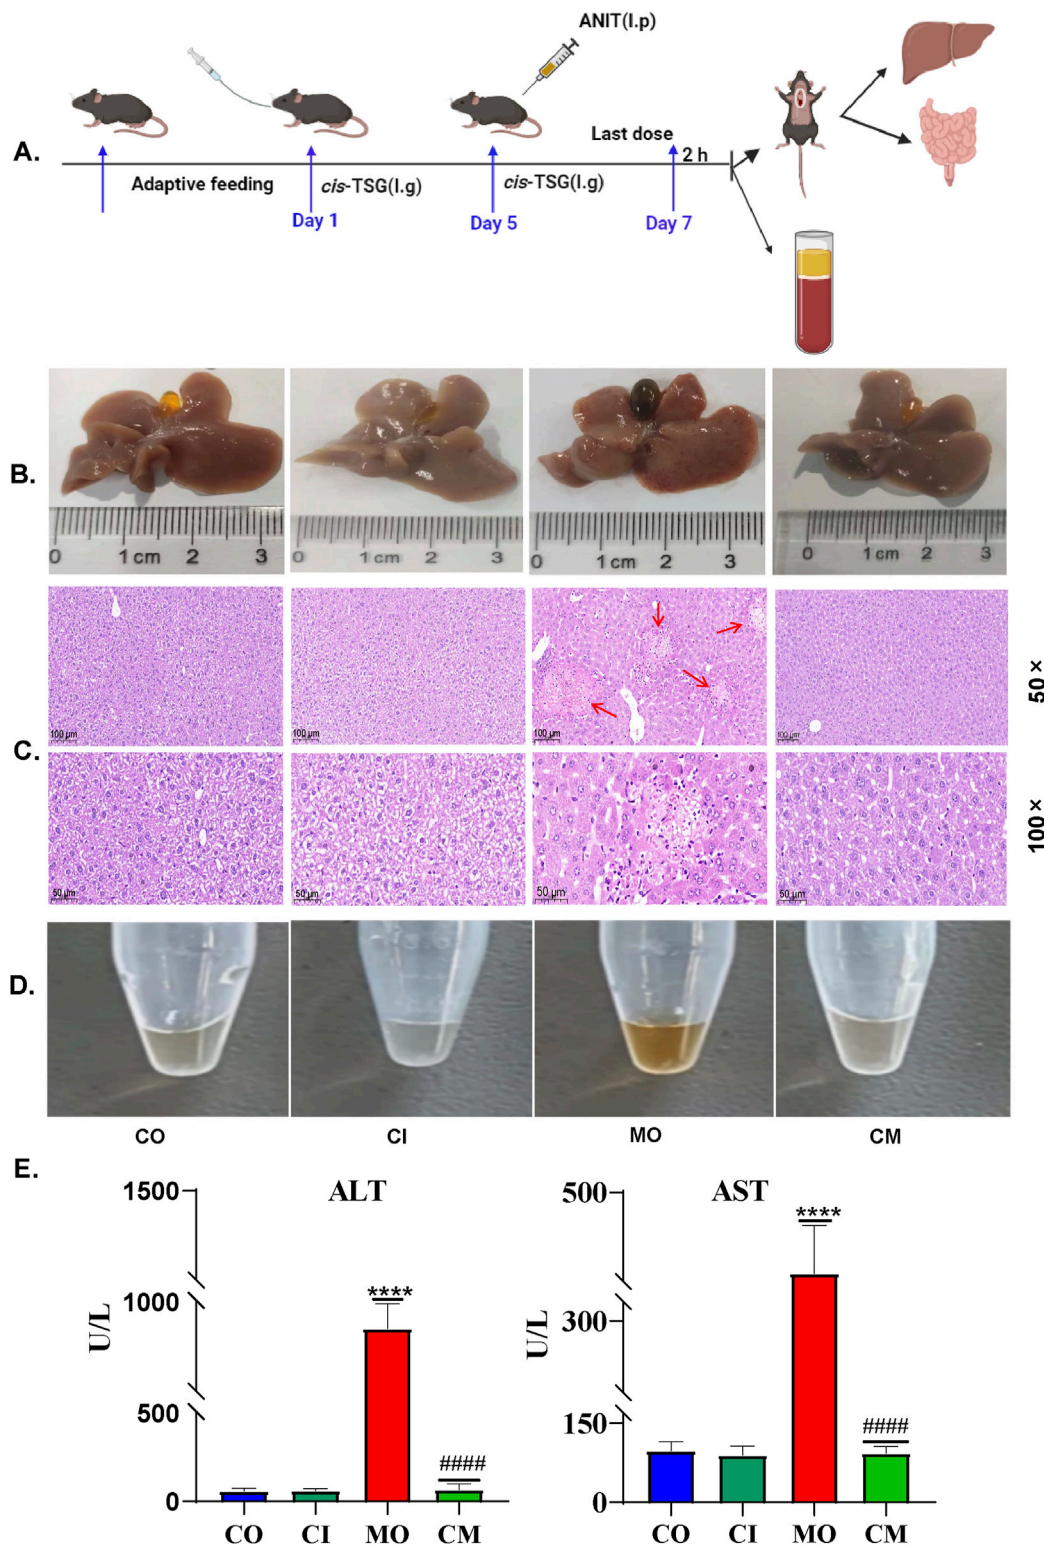 ANIT(I.p)
A.
Last dose
2 h
Adaptive feeding
cis-TSG(I.g)
cis-TSG(I.g)
Day 1
Day 5
Day 7
B.
0 1 cm 2 3
0 1 cm 2 3
0 1 cm 2 3
0 1 cm 2 3
C.
100 µm
100 µm
100 µm
100 µm
50×
50 µm
50 µm
50 µm
50 µm
100×
D.
CO CI MO CM
E.
ALT
U/L
1500
1000
500
0
****
####
CO CI MO CM
AST
U/L
500
300
150
0
****
####
CO CI MO CM